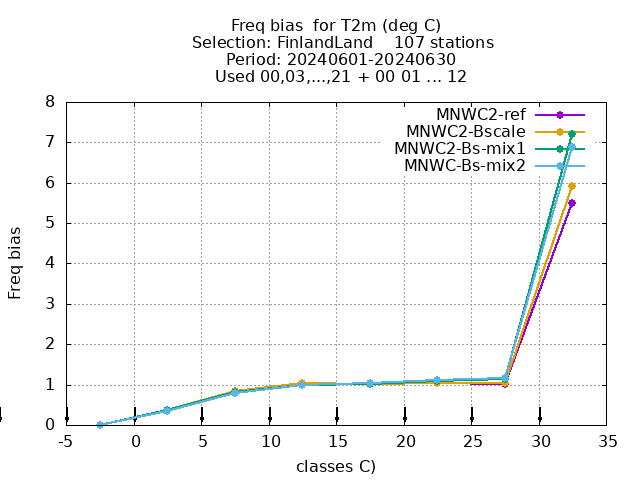 Freq bias  for T2m (deg C)
Selection: FinlandLand    107 stations
Period: 20240601-20240630
Used 00,03,...,21 + 00 01 ... 12
MNWC2-ref
MNWC2-Bscale
MNWC2-Bs-mix1
MNWC-Bs-mix2
Freq bias
8
7
6
5
4
3
2
1
0
-5 0 5 10 15 20 25 30 35
classes C)